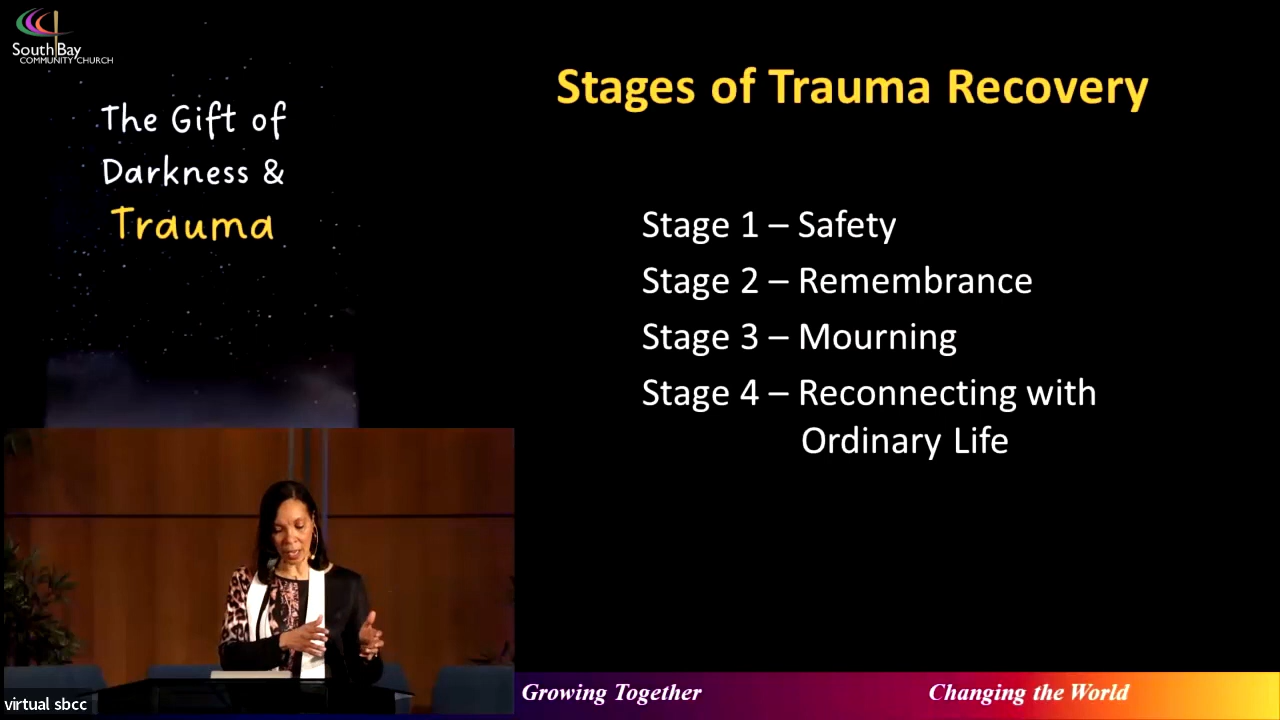 South Bay
COMMUNITY CHURCH
The Gift of
Darkness &
Trauma
Stages of Trauma Recovery
Stage 1 – Safety
Stage 2 – Remembrance
Stage 3 – Mourning
Stage 4 – Reconnecting with
Ordinary Life
virtual sbcc
Growing Together
Changing the World